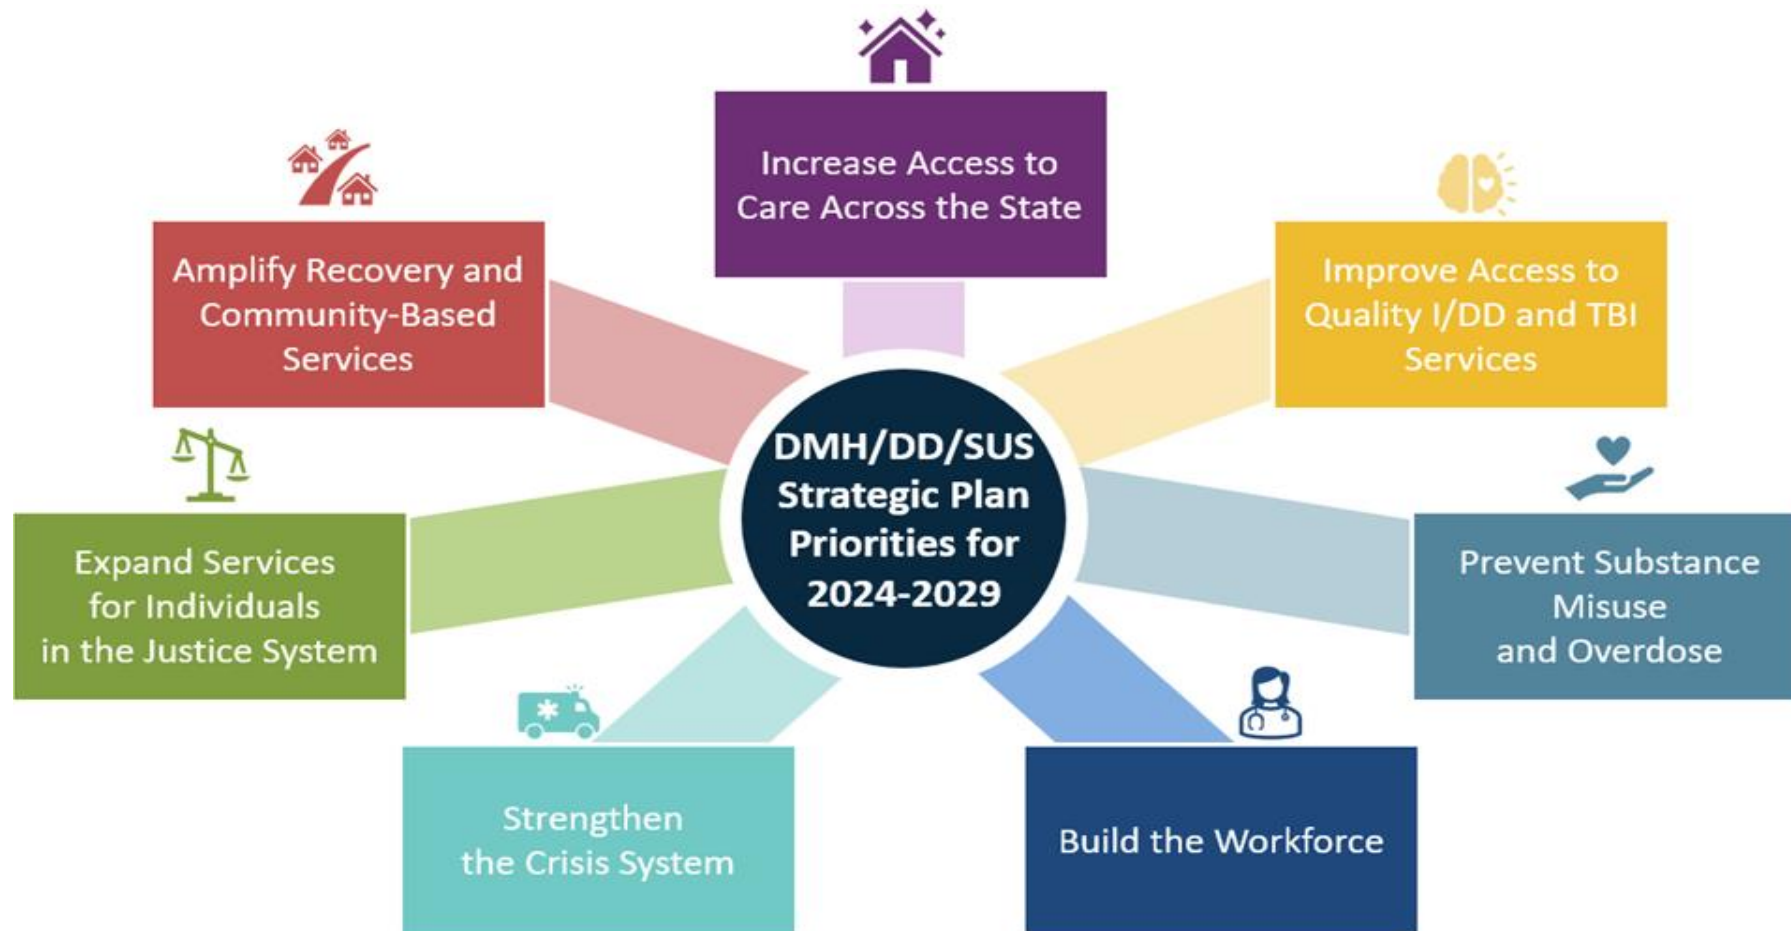 Increase Access to
Care Across the State
Amplify Recovery and
Community-Based
Services
Improve Access to
Quality I/DD and TBI
Services
DMH/DD/SUS
Strategic Plan
Priorities for
2024-2029
Expand Services
for Individuals
in the Justice System
Prevent Substance
Misuse
and Overdose
Strengthen
the Crisis System
Build the Workforce